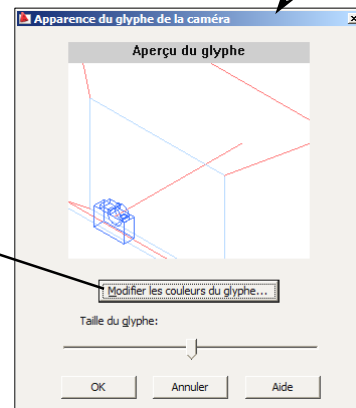 Apparence du glyphe de la caméra
Aperçu du glyphe
Modifier les couleurs du glyphe...
Taille du glyphe:
OK
Annuler
Aide